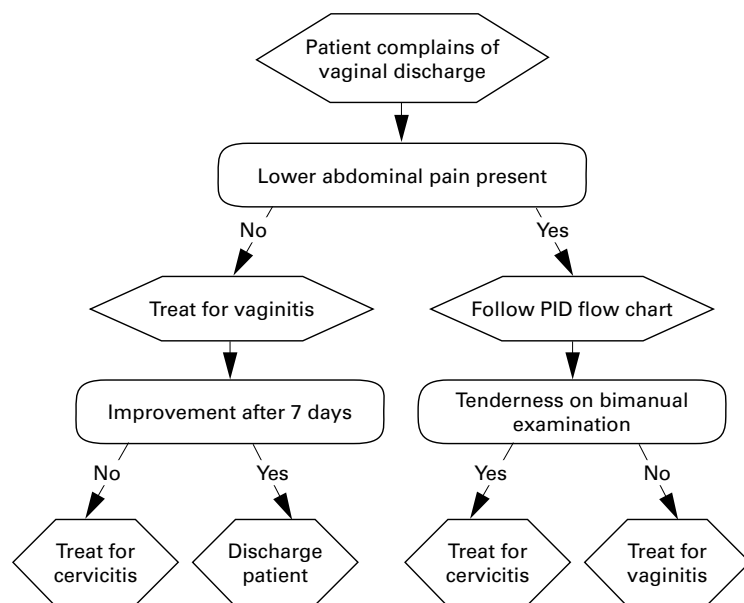 Patient complains of
vaginal discharge
Lower abdominal pain present
No
Yes
Treat for vaginitis
Follow PID flow chart
Improvement after 7 days
Tenderness on bimanual
examination
No
Yes
Yes
No
Treat for
cervicitis
Discharge
patient
Treat for
cervicitis
Treat for
vaginitis